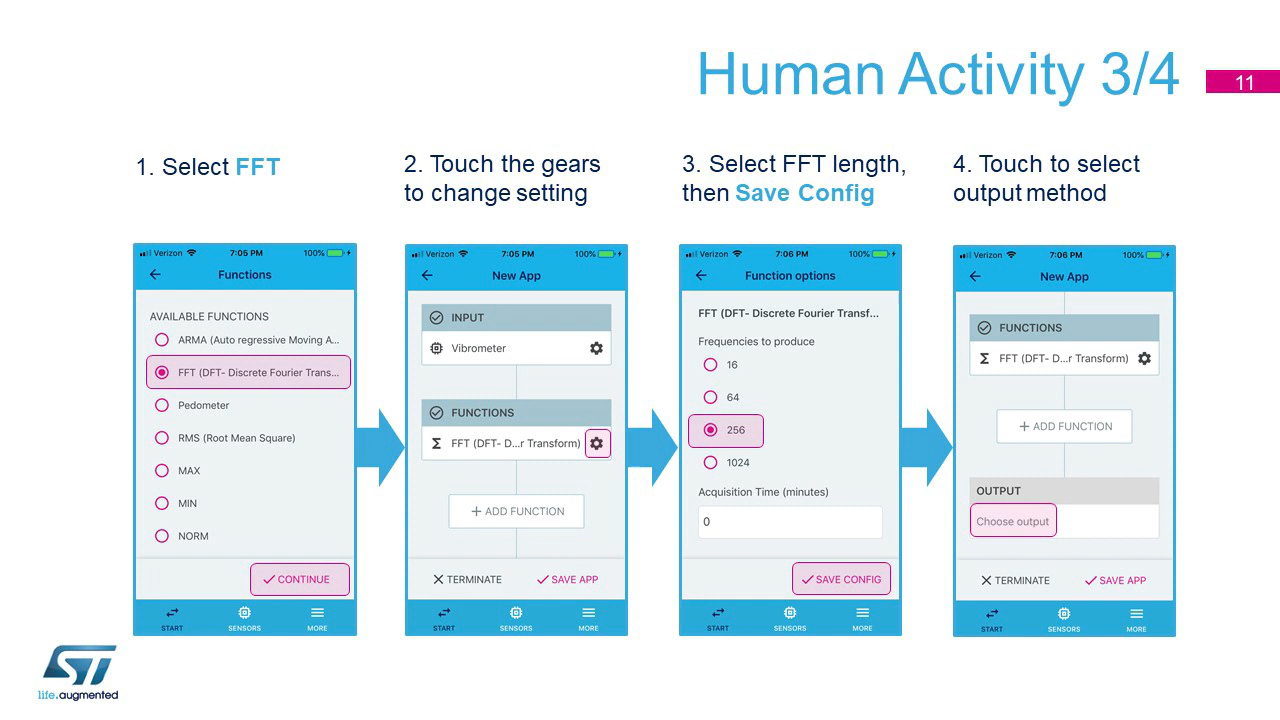 Human Activity 3/4
11
1. Select FFT
2. Touch the gears
to change setting
3. Select FFT length,
then Save Config
4. Touch to select
output method
Verizon 7:05 PM 100%
Functions
AVAILABLE FUNCTIONS
ARMA (Auto regressive Moving A...
FFT (DFT- Discrete Fourier Trans...
Pedometer
RMS (Root Mean Square)
MAX
MIN
NORM
CONTINUE
START SENSORS MORE
Verizon 7:05 PM 100%
New App
INPUT
Vibrometer
FUNCTIONS
Σ FFT (DFT- D...r Transform)
+ ADD FUNCTION
TERMINATE SAVE APP
START SENSORS MORE
Verizon 7:06 PM 100%
Function options
FFT (DFT- Discrete Fourier Transf...
Frequencies to produce
16
64
256
1024
Acquisition Time (minutes)
0
SAVE CONFIG
START SENSORS MORE
Verizon 7:06 PM 100%
New App
FUNCTIONS
Σ FFT (DFT- D...r Transform)
+ ADD FUNCTION
OUTPUT
Choose output
TERMINATE SAVE APP
START SENSORS MORE
ST
life.augmented